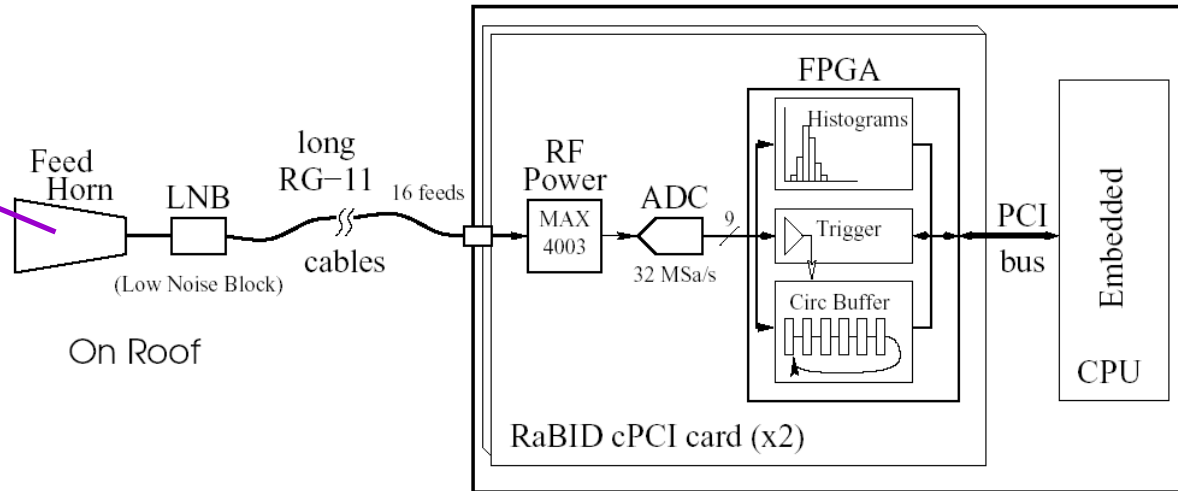 Feed
Horn
LNB
(Low Noise Block)
On Roof
long
RG−11
cables
16 feeds
RF
Power
MAX
4003
ADC
32 MSa/s
9
FPGA
Histograms
Trigger
Circ Buffer
RaBID cPCI card (x2)
PCI
bus
Embedded
CPU